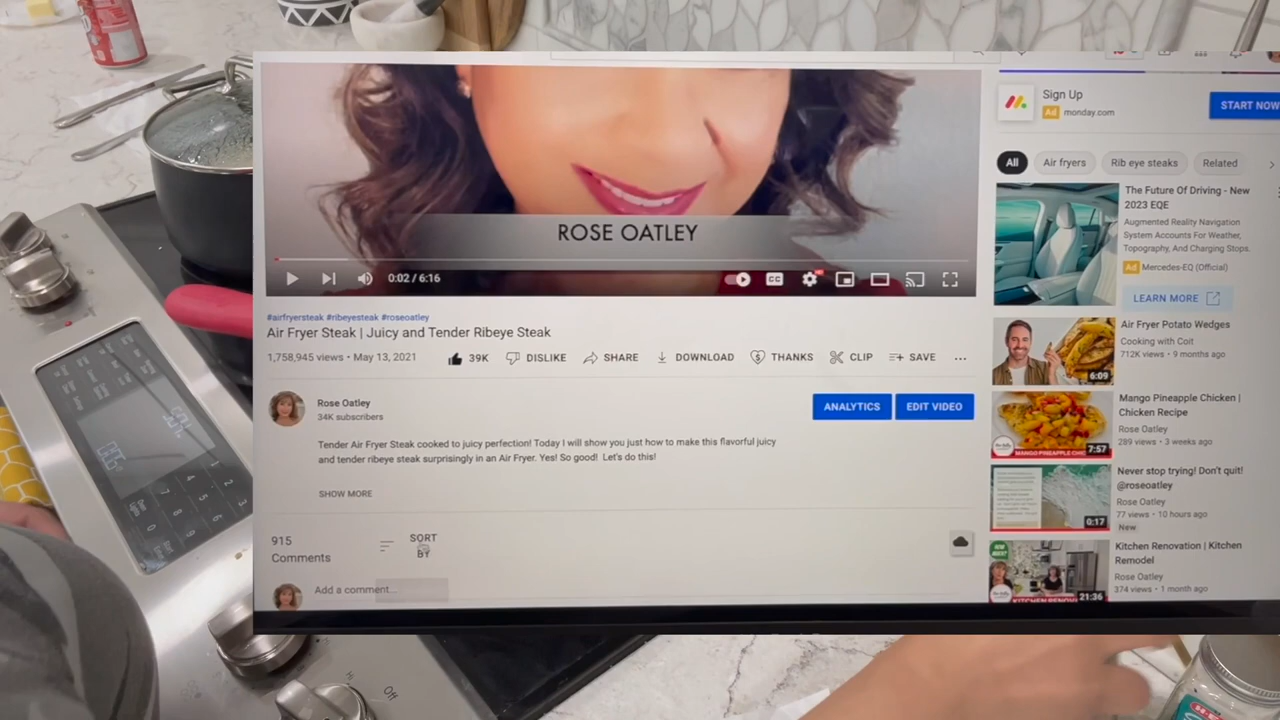 Sign Up
Ad monday.com
START NOW
All
Air fryers
Rib eye steaks
Related
ROSE OATLEY
0:02 / 6:16
CC
#airfryersteak #ribeyesteak #roseoatley
Air Fryer Steak | Juicy and Tender Ribeye Steak
1,758,945 views • May 13, 2021
39K
DISLIKE
SHARE
DOWNLOAD
THANKS
CLIP
SAVE
Rose Oatley
34K subscribers
ANALYTICS
EDIT VIDEO
Tender Air Fryer Steak cooked to juicy perfection! Today I will show you just how to make this flavorful juicy
and tender ribeye steak surprisingly in an Air Fryer. Yes! So good! Let's do this!
SHOW MORE
915
Comments
SORT
BY
Add a comment...
The Future Of Driving - New
2023 EQE
Augmented Reality Navigation
System Accounts For Weather,
Topography, And Charging Stops.
Ad Mercedes-EQ (Official)
LEARN MORE
Air Fryer Potato Wedges
Cooking with Coit
712K views • 9 months ago
6:09
Mango Pineapple Chicken |
Chicken Recipe
Rose Oatley
289 views • 3 weeks ago
MANGO PINEAPPLE CHIC
7:57
Never stop trying! Don't quit!
@roseoatley
Rose Oatley
77 views • 10 hours ago
New
0:17
Kitchen Renovation | Kitchen
Remodel
Rose Oatley
374 views • 1 month ago
21:36
KITCHEN RENOV
Hi
Off